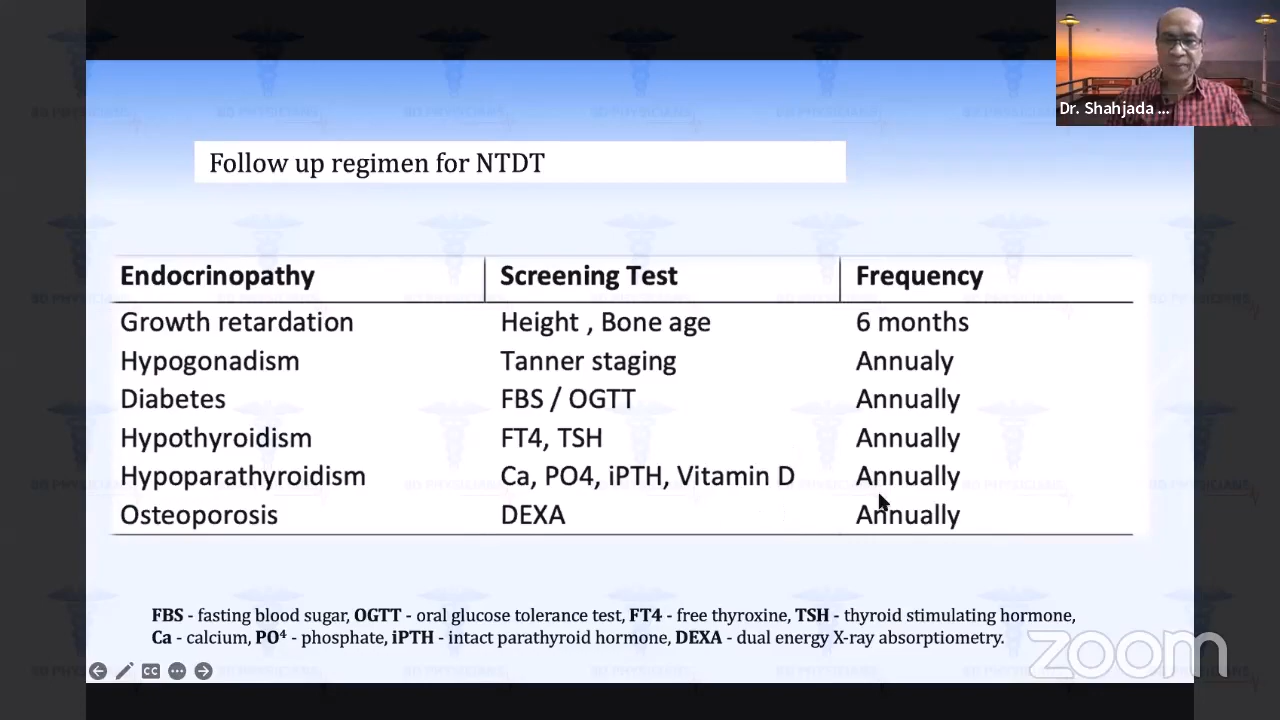 Dr. Shahjada ...
Follow up regimen for NTDT
Endocrinopathy Screening Test Frequency
Growth retardation Height , Bone age 6 months
Hypogonadism Tanner staging Annualy
Diabetes FBS / OGTT Annually
Hypothyroidism FT4, TSH Annually
Hypoparathyroidism Ca, PO4, iPTH, Vitamin D Annually
Osteoporosis DEXA Annually
FBS - fasting blood sugar, OGTT - oral glucose tolerance test, FT4 - free thyroxine, TSH - thyroid stimulating hormone,
Ca - calcium, PO⁴ - phosphate, iPTH - intact parathyroid hormone, DEXA - dual energy X-ray absorptiometry.
CC
zoom